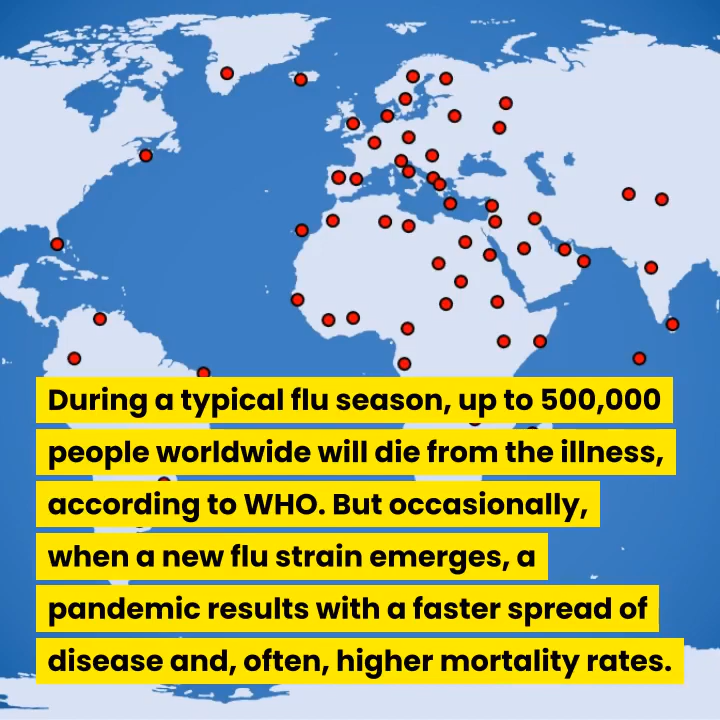 During a typical flu season, up to 500,000
people worldwide will die from the illness,
according to WHO. But occasionally,
when a new flu strain emerges, a
pandemic results with a faster spread of
disease and, often, higher mortality rates.